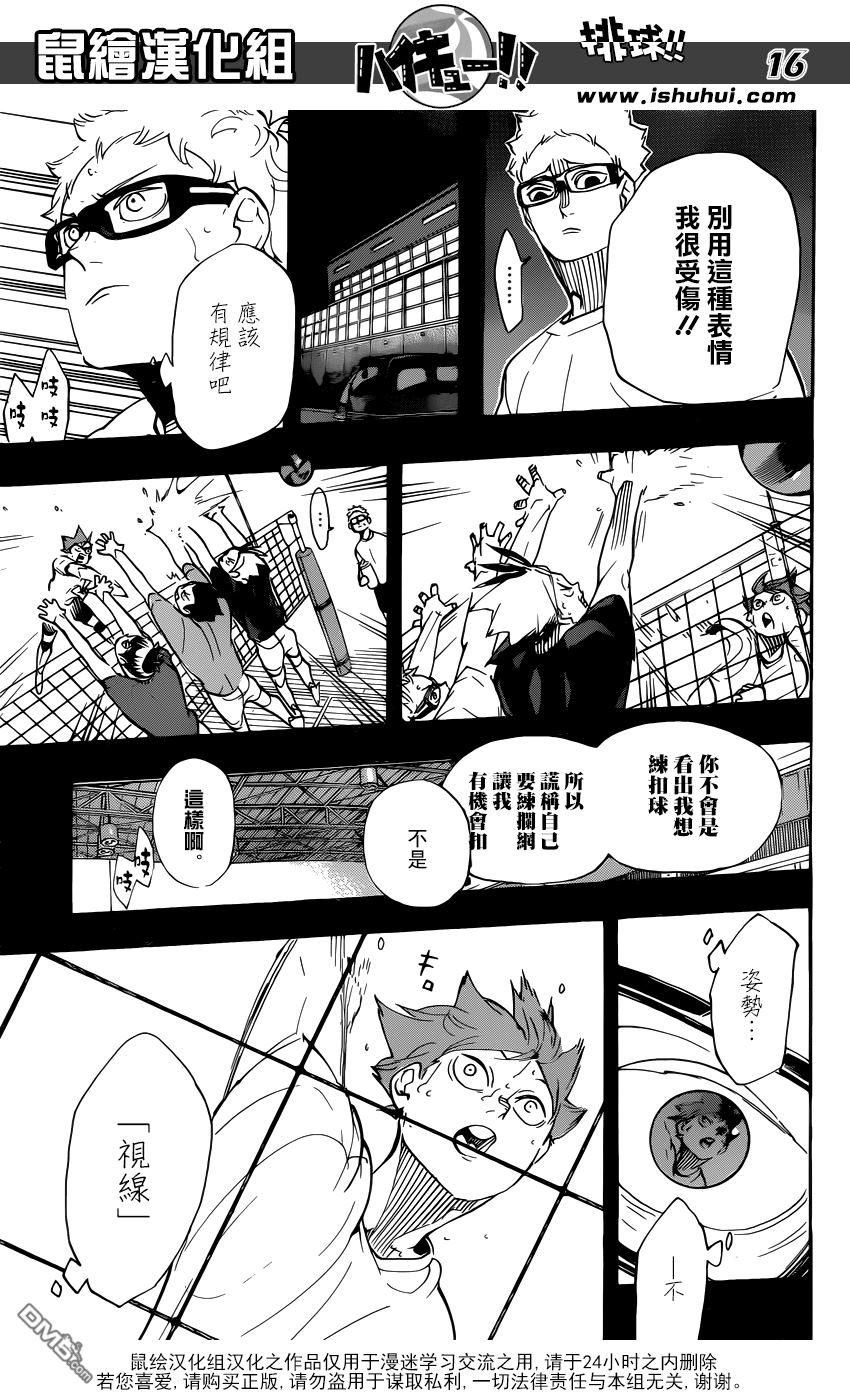 鼠繪漢化組
ハイキュー!!
排球!!
16
www.ishuhui.com
別用這種表情
我很受傷!!
‥‥
應該
有規律吧
吱吱
吱
…
你不會是
看出我想
練扣球
所以
謊稱自己
要練攔網
讓我
有機會扣
不是
這樣啊。
吱吱
吱
姿勢…
—不
「視線」
DM5.COM
鼠绘汉化组汉化之作品仅用于漫迷学习交流之用,请于24小时之内删除
若您喜爱,请购买正版,请勿盗用于谋取私利,一切法律责任与本组无关,谢谢。